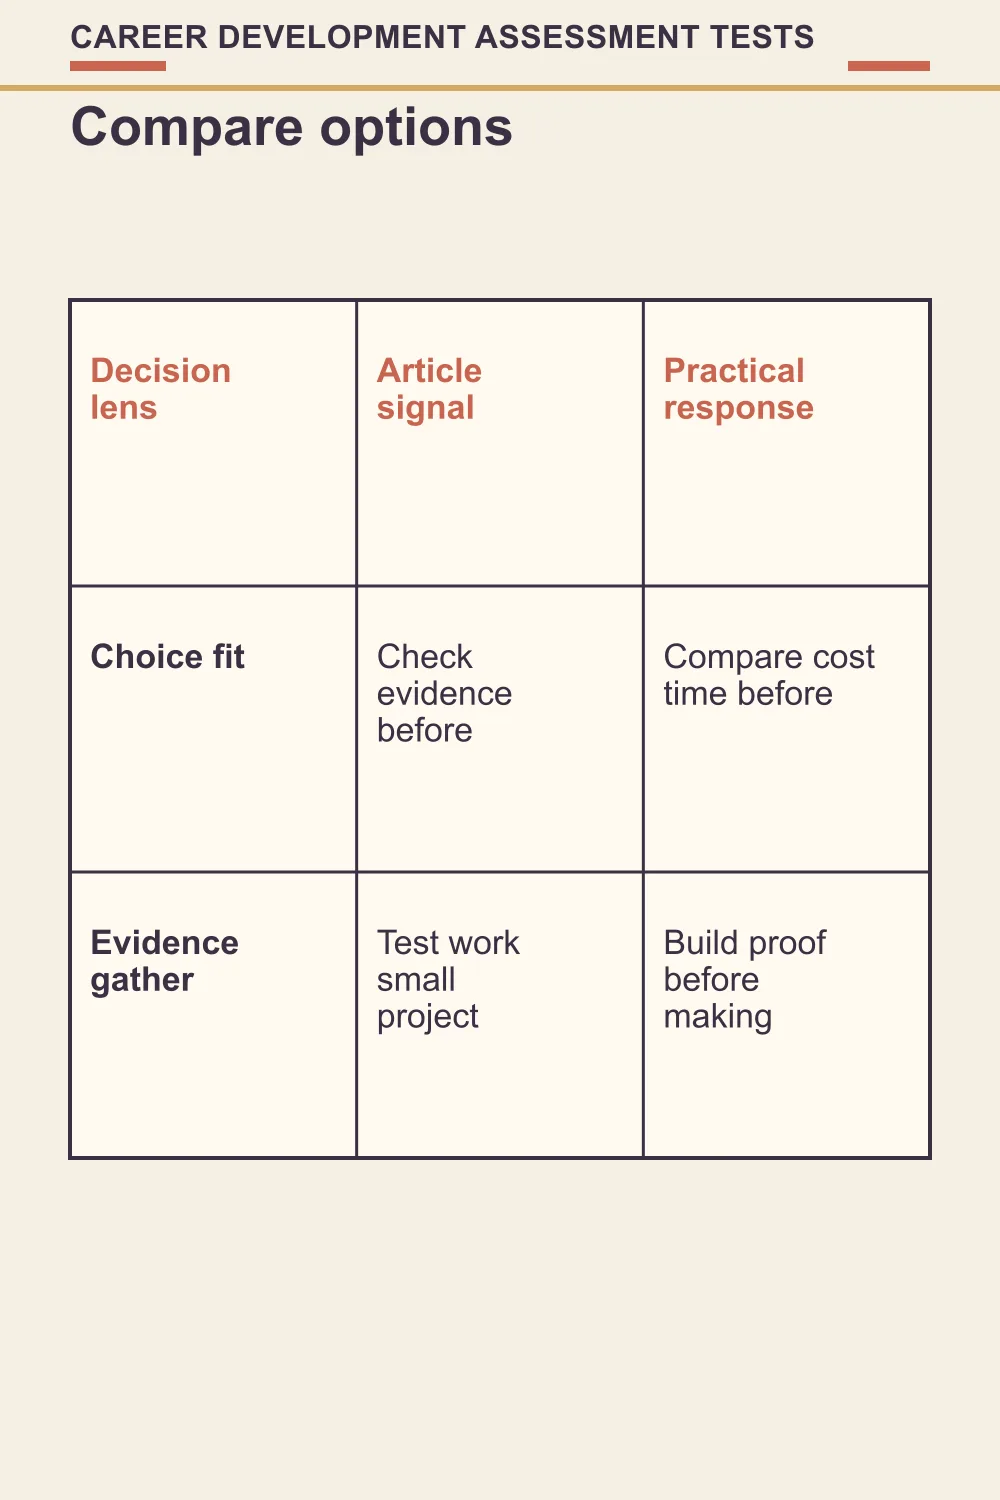 CAREER DEVELOPMENT ASSESSMENT TESTS
Compare options
Decision
lens
Article
signal
Practical
response
Choice fit
Check
evidence
before
Compare cost
time before
Evidence
gather
Test work
small
project
Build proof
before
making